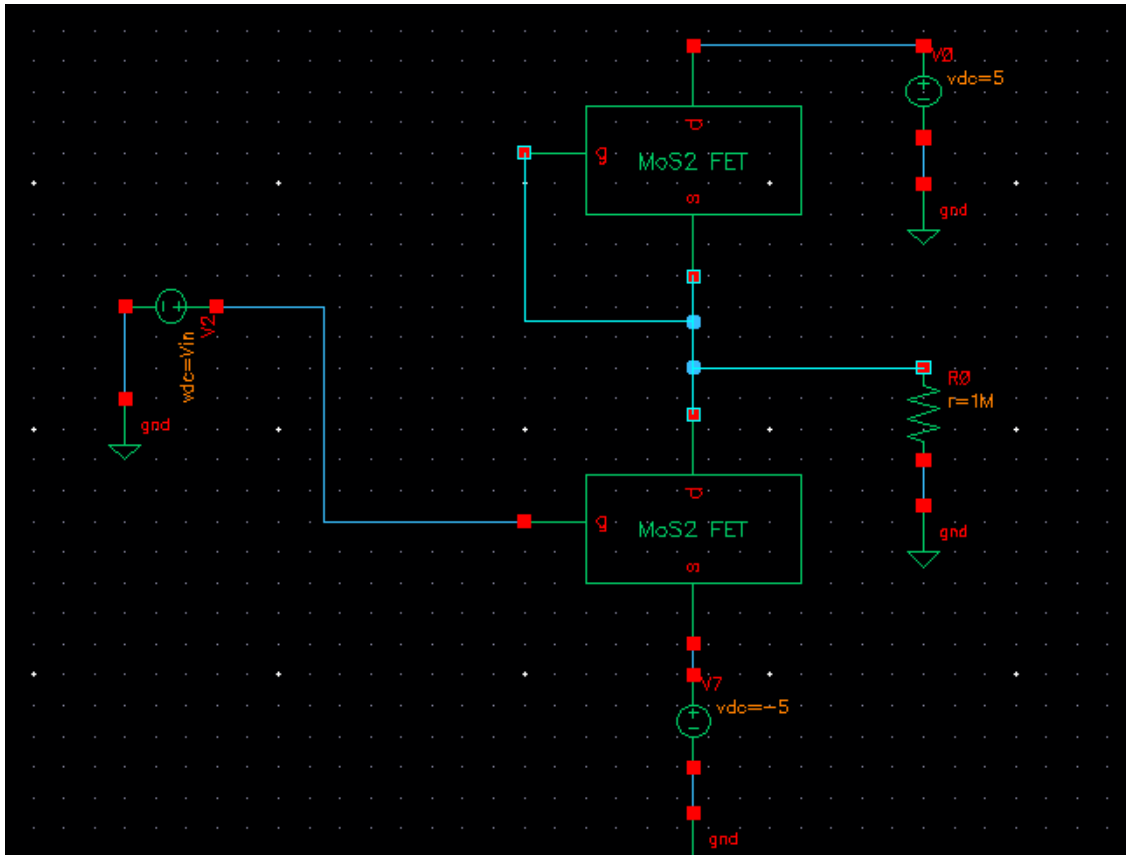 V0
vdc=5
d
g
MoS2 FET
s
gnd
V2
vdc=Vin
gnd
R0
r=1M
gnd
d
g
MoS2 FET
s
V7
vdc=-5
gnd